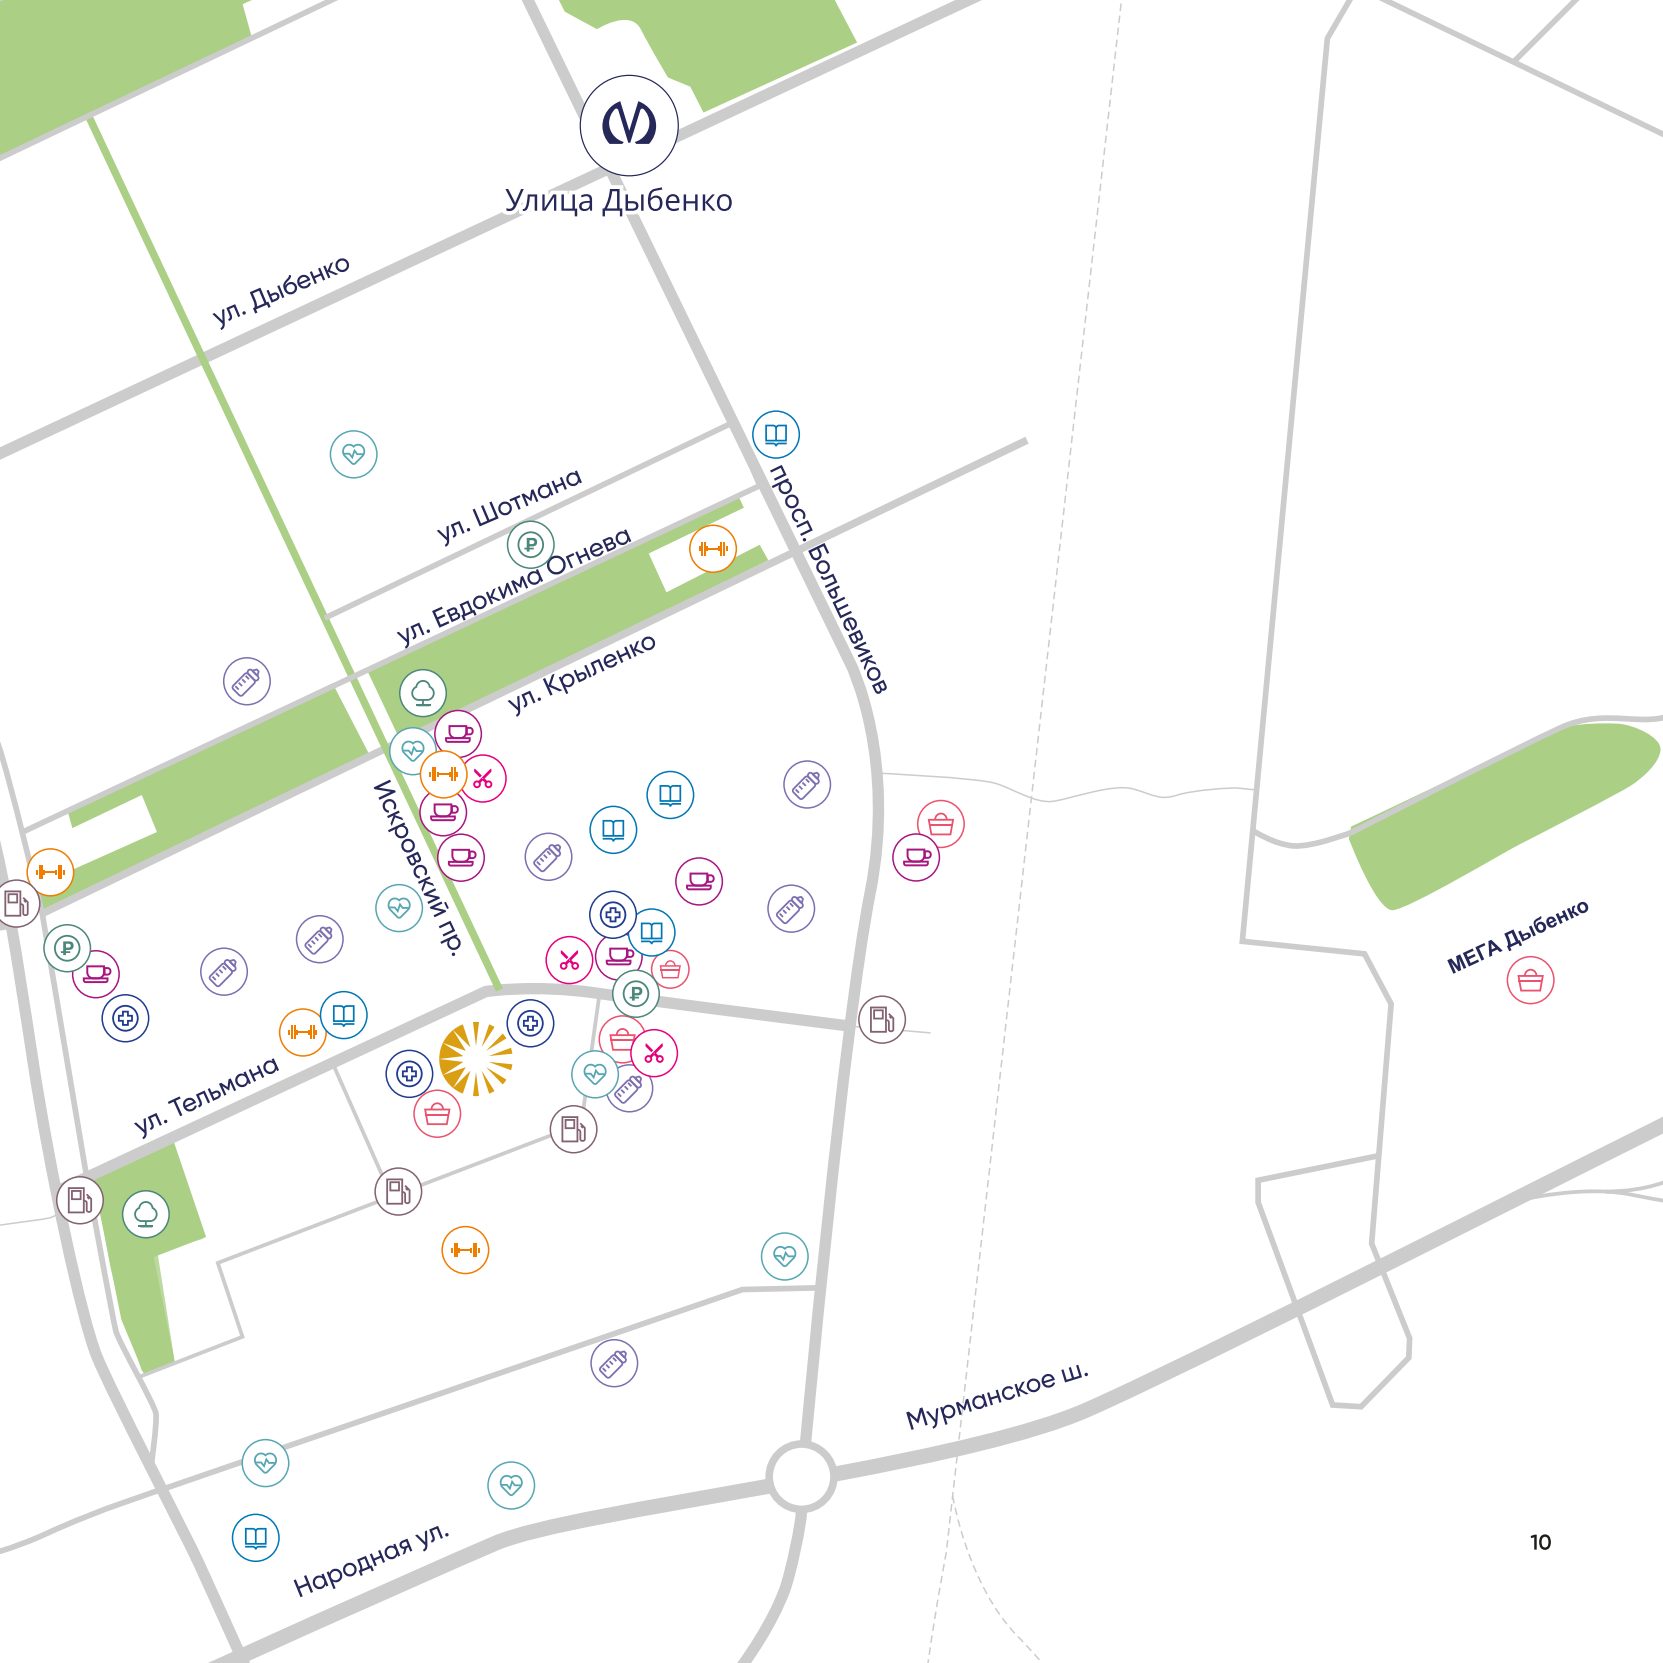 Улица Дыбенко
ул. Дыбенко
ул. Шотмана
ул. Евдокима Огнева
просп. Большевиков
ул. Крыленко
Искровский пр.
МЕГА Дыбенко
ул. Тельмана
Мурманское ш.
Народная ул.
10